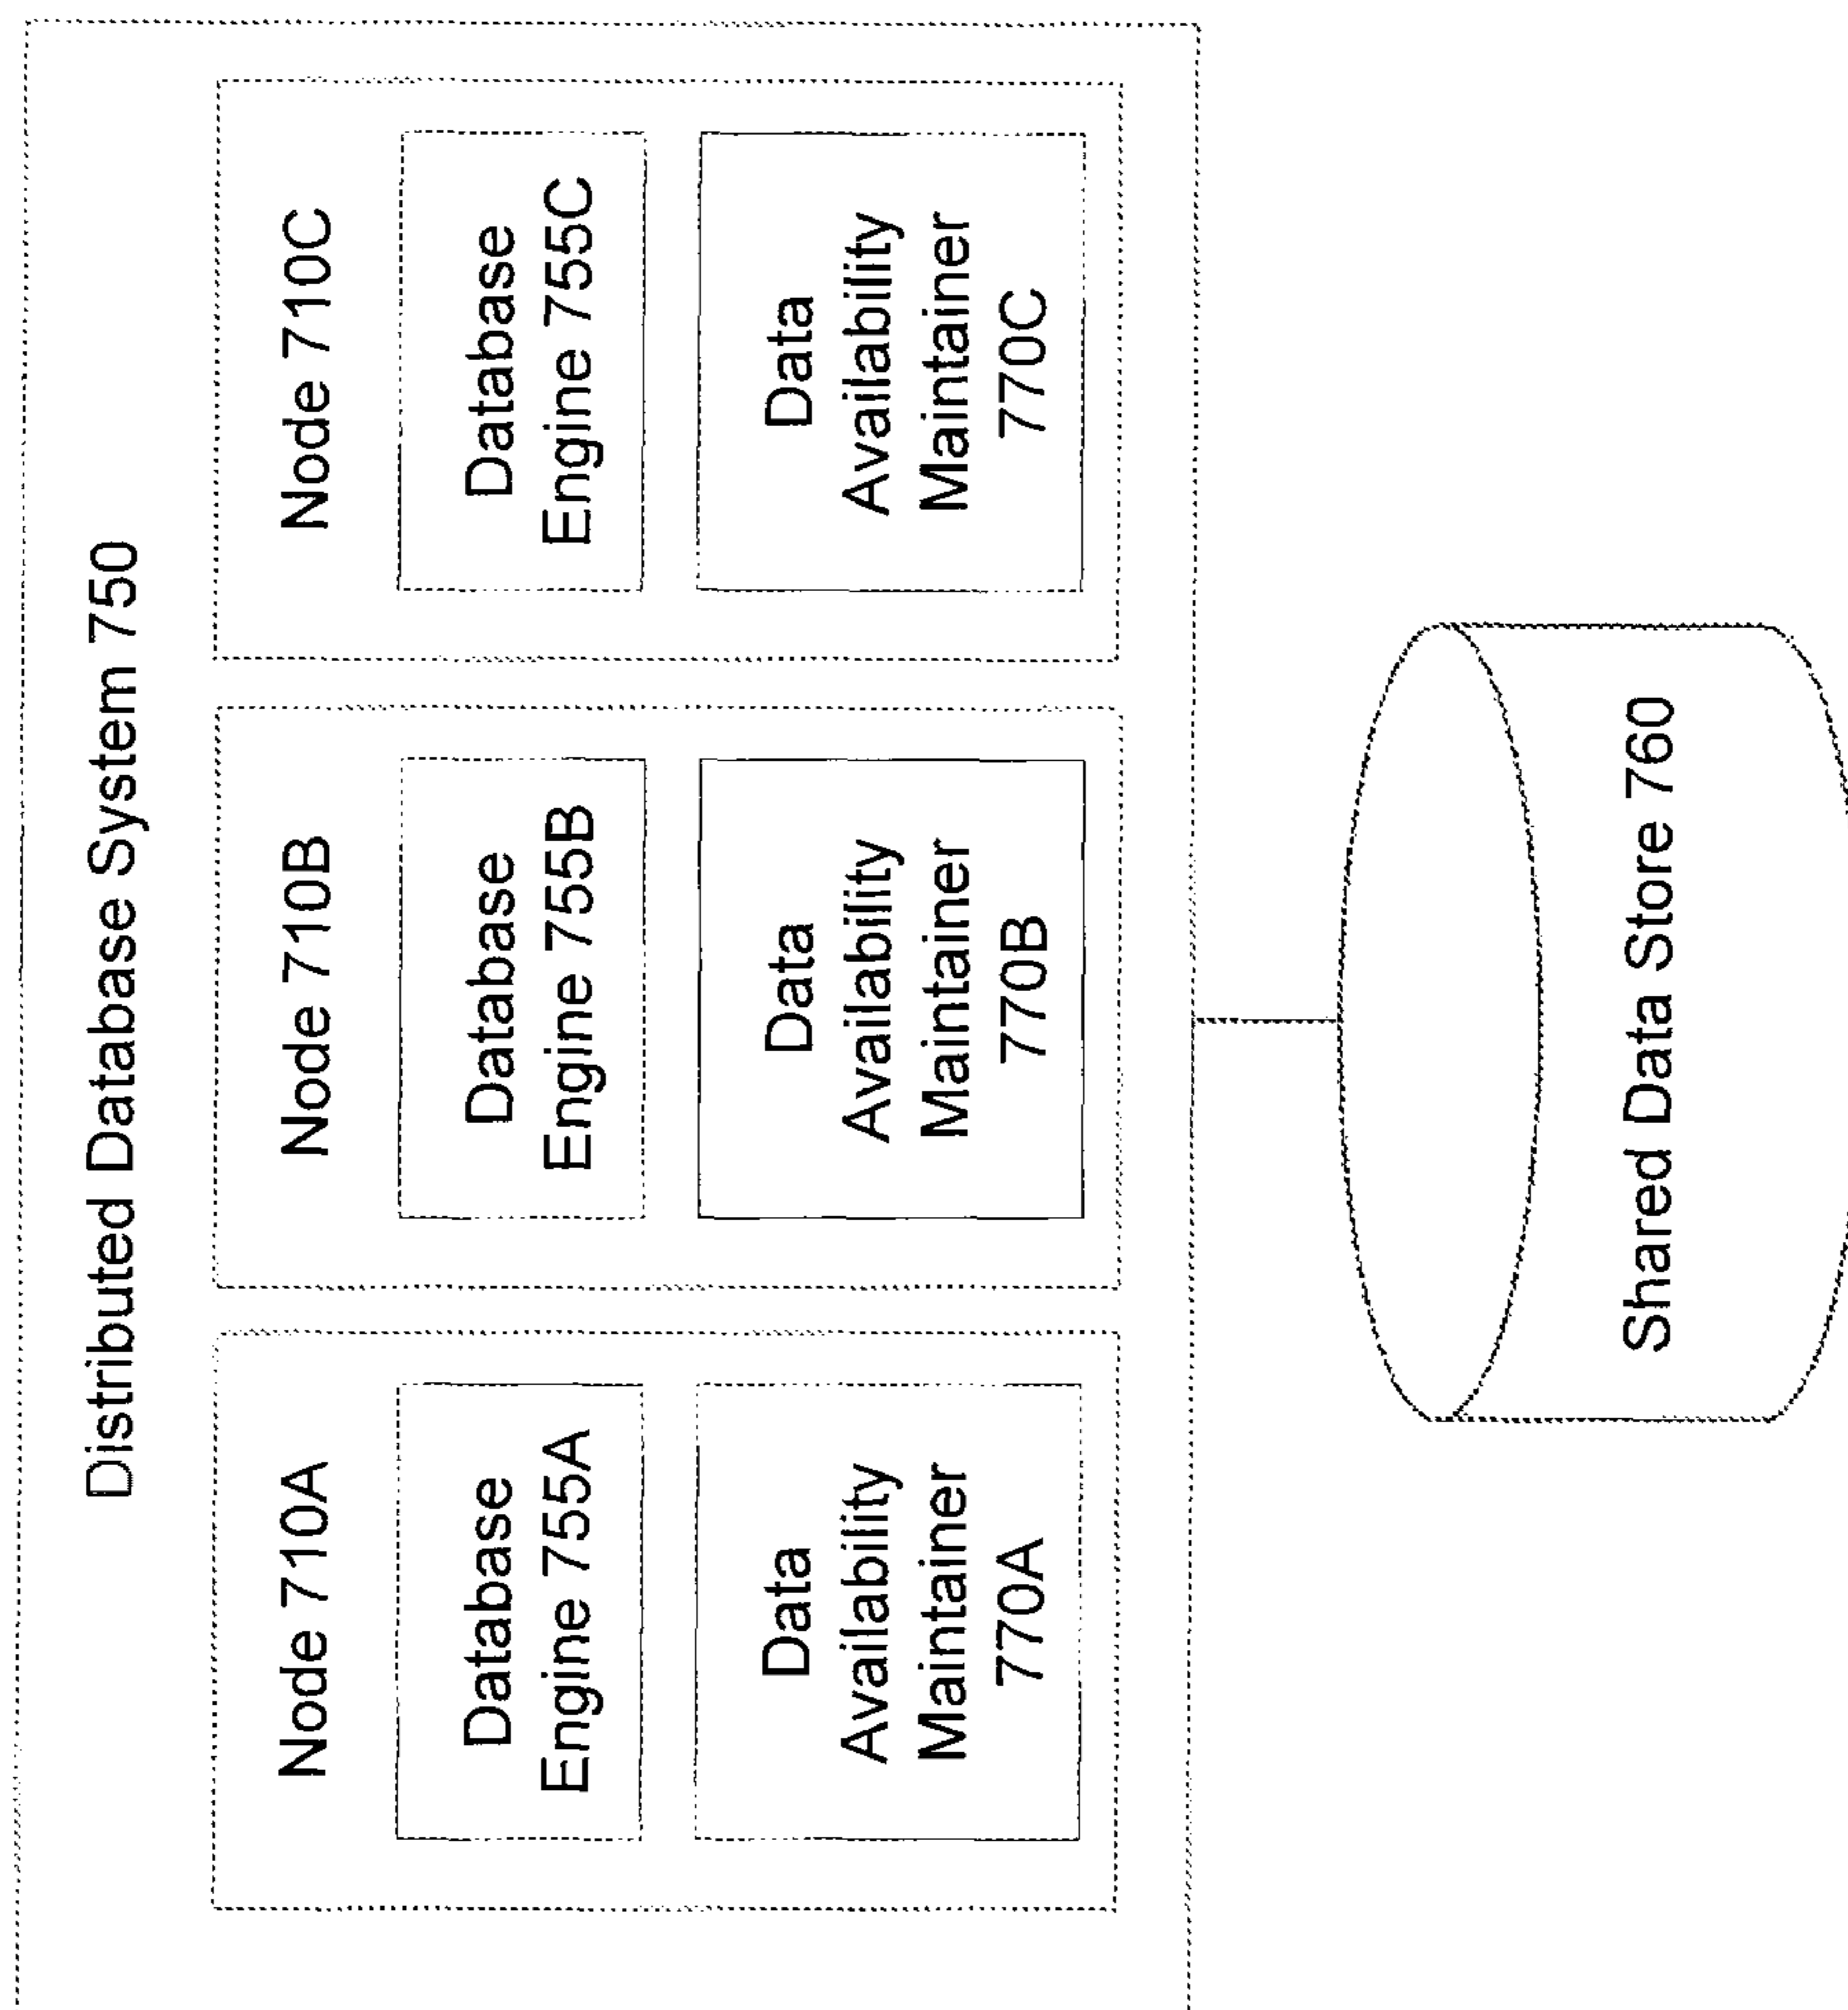 Distributed Database System 750
Node 710A
Database
Engine 755A
Data
Availability
Maintainer
770A
Node 710B
Database
Engine 755B
Data
Availability
Maintainer
770B
Node 710C
Database
Engine 755C
Data
Availability
Maintainer
770C
Shared Data Store 760